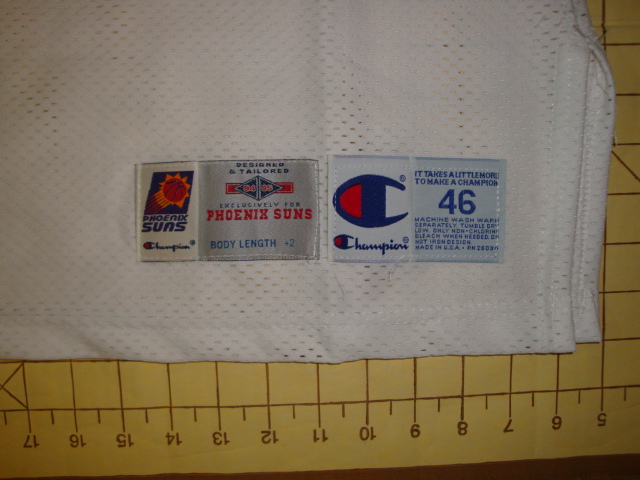 PHOENIX
SUNS
Champion
DESIGNED
& TAILORED
EXCLUSIVELY FOR
PHOENIX SUNS
BODY LENGTH +2
C
®
Champion®
IT TAKES A LITTLE MORE
TO MAKE A CHAMPION
46
MACHINE WASH WARM
SEPARATELY. TUMBLE DRY
LOW. ONLY NON-CHLORINE
BLEACH WHEN NEEDED. DO
NOT IRON DESIGN.
MADE IN U.S.A.
17 16 15 14 13 12 11 10 9 8 7 6 5